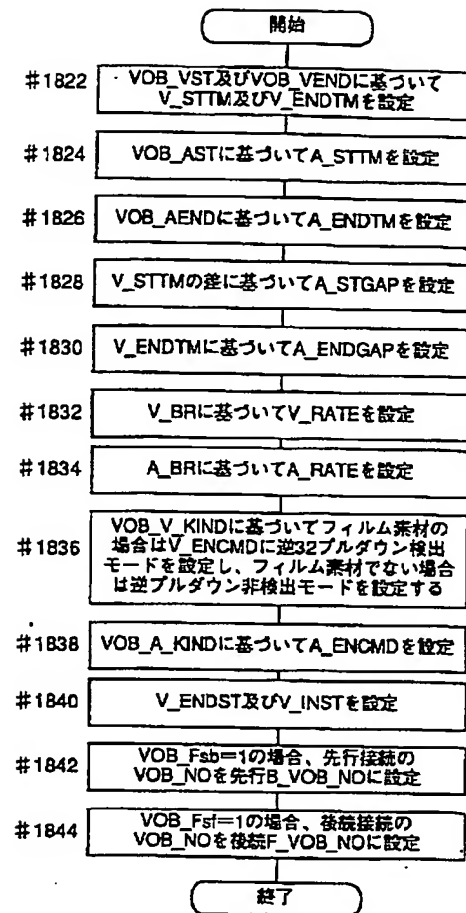 開始
#1822
VOB_VST及びVOB_VENDに基づいて
V_STTM及びV_ENDTMを設定
#1824
VOB_ASTに基づいてA_STTMを設定
#1826
VOB_AENDに基づいてA_ENDTMを設定
#1828
V_STTMの差に基づいてA_STGAPを設定
#1830
V_ENDTMに基づいてA_ENDGAPを設定
#1832
V_BRに基づいてV_RATEを設定
#1834
A_BRに基づいてA_RATEを設定
#1836
VOB_V_KINDに基づいてフィルム素材の
場合はV_ENCMDに逆32プルダウン検出
モードを設定し、フィルム素材でない場合
は逆プルダウン非検出モードを設定する
#1838
VOB_A_KINDに基づいてA_ENCMDを設定
#1840
V_ENDST及びV_INSTを設定
#1842
VOB_Fsb=1の場合、先行接続の
VOB_NOを先行B_VOB_NOに設定
#1844
VOB_Fsf=1の場合、後続接続の
VOB_NOを後続F_VOB_NOに設定
終了